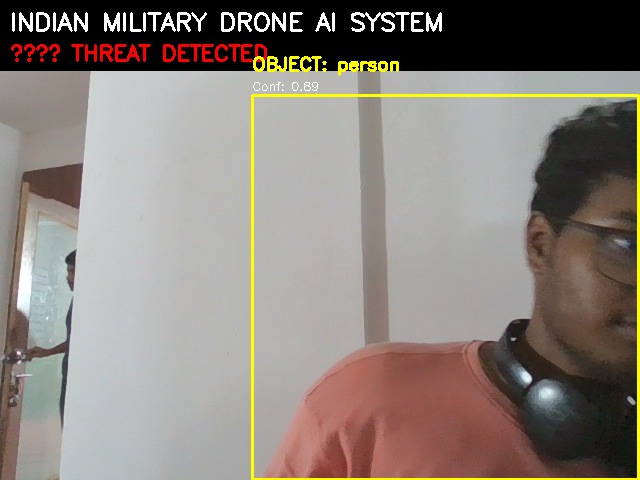 INDIAN MILITARY DRONE AI SYSTEM
???? THREAT DETECTED
OBJECT: person
Conf: 0.89